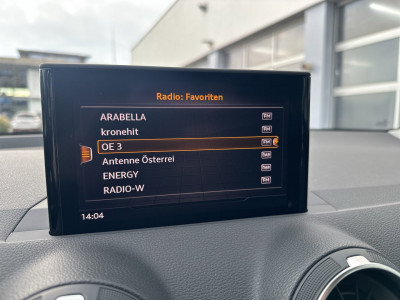 Radio: Favoriten
ARABELLA
kronehit
OE 3
Antenne Österrei
ENERGY
RADIO-W
14:04